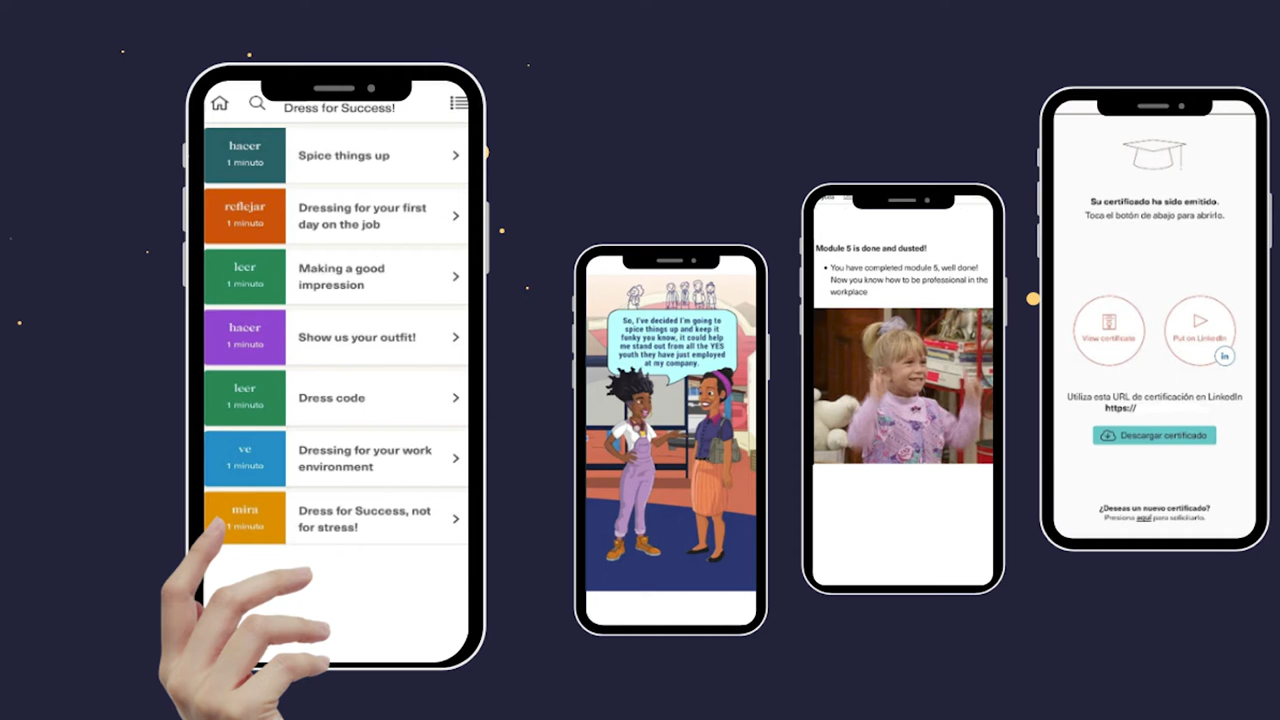 Dress for Success!
hacer
1 minuto
Spice things up
reflejar
1 minuto
Dressing for your first
day on the job
leer
1 minuto
Making a good
impression
hacer
1 minuto
Show us your outfit!
leer
1 minuto
Dress code
ve
1 minuto
Dressing for your work
environment
mira
1 minuto
Dress for Success, not
for stress!
So, I've decided I'm going to
spice things up and keep it
funky you know, it could help
me stand out from all the YES
youth they have just employed
at my company.
Module 5 is done and dusted!
• You have completed module 5, well done!
Now you know how to be professional in the
workplace
Su certificado ha sido emitido.
Toca el botón de abajo para abrirlo.
View certificate
Put on LinkedIn
in
Utiliza esta URL de certificación en LinkedIn
https://
Descargar certificado
¿Deseas un nuevo certificado?
Presiona aquí para solicitarlo.